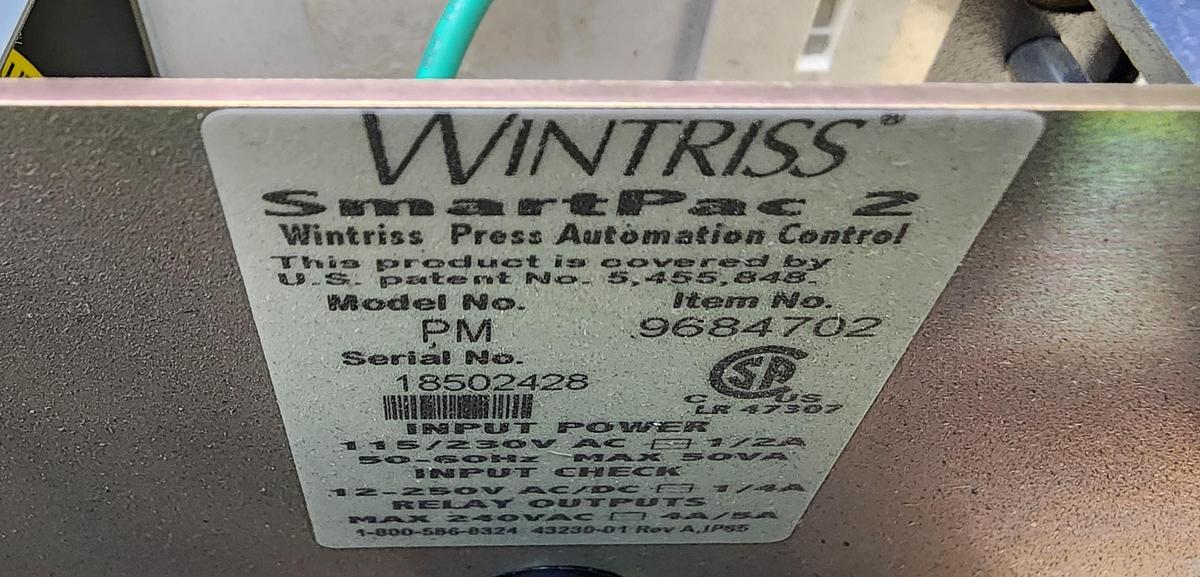 WINTRISS®
SmartPac 2
Wintriss Press Automation Control
This product is covered by
U.S. patent No. 5,455,848.
Model No. Item No.
PM 9684702
Serial No.
18502428
CSA
C US
LR 47307
INPUT POWER
115/230V AC 1/2A
50-60Hz MAX 50VA
INPUT CHECK
12-250V AC/DC 1/4A
RELAY OUTPUTS
MAX 240VAC 4A/5A
1-800-586-8324 43230-01 Rev A, IP65